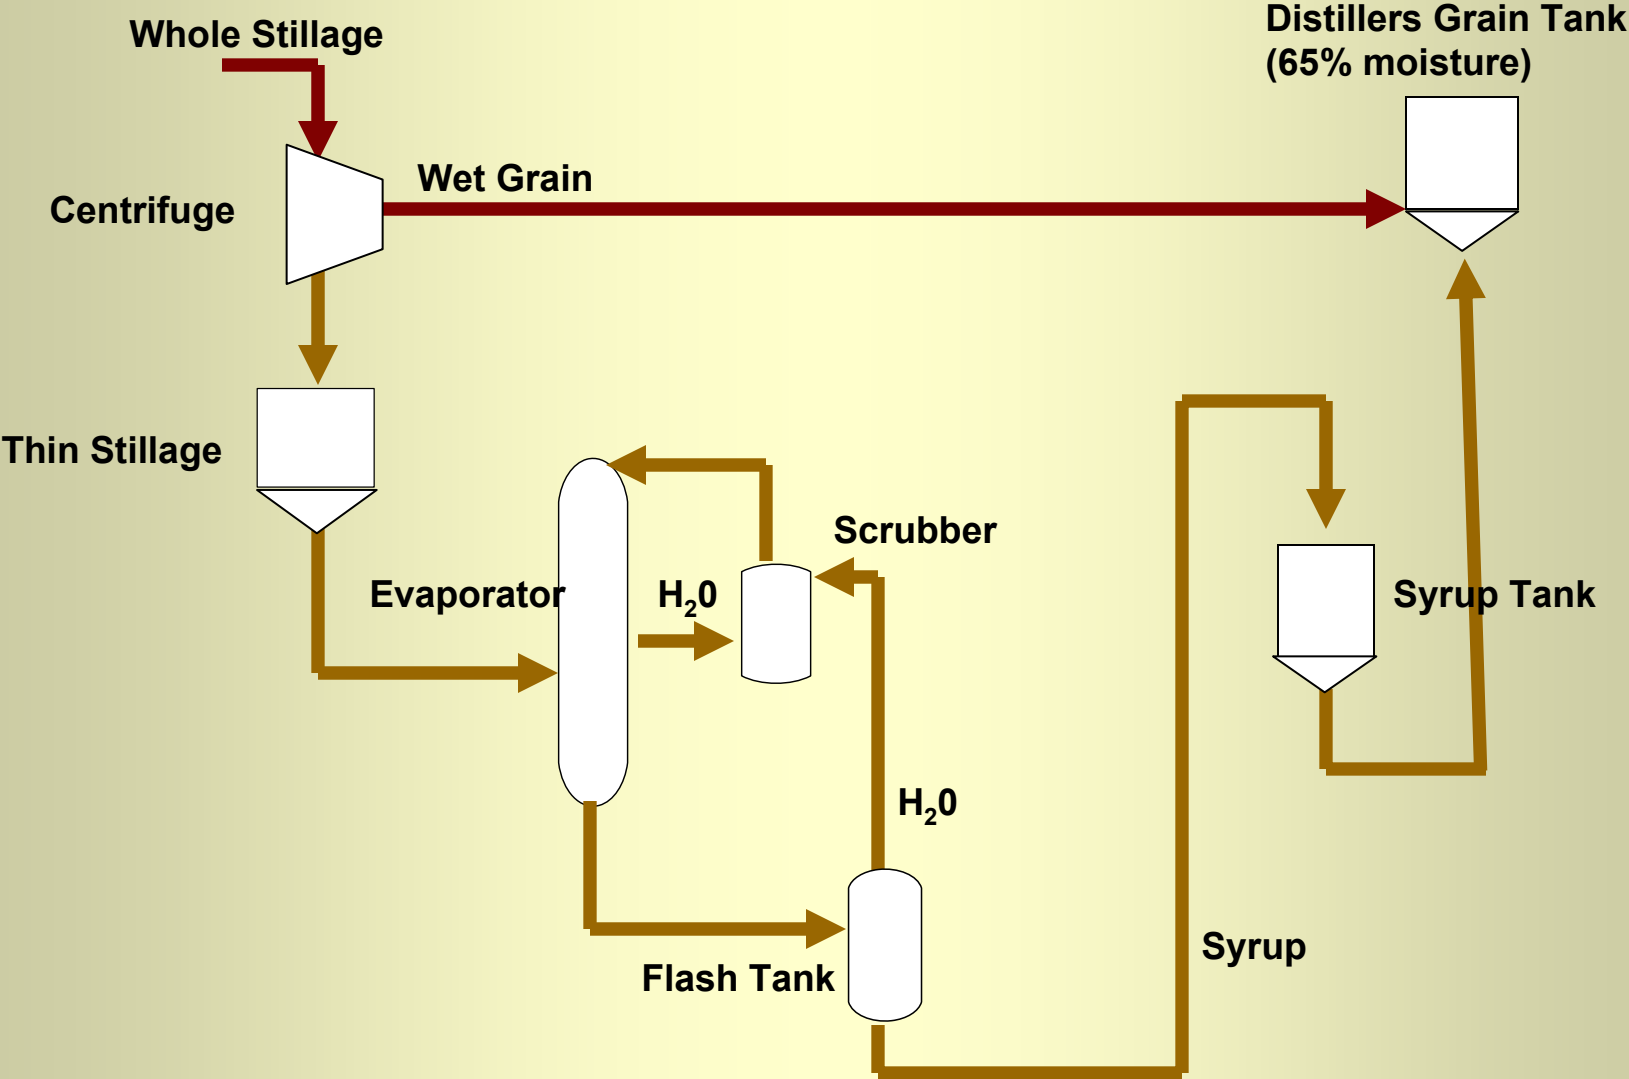 Whole Stillage
Distillers Grain Tank
(65% moisture)
Wet Grain
Centrifuge
Thin Stillage
Scrubber
Evaporator
H₂0
Syrup Tank
H₂0
Syrup
Flash Tank